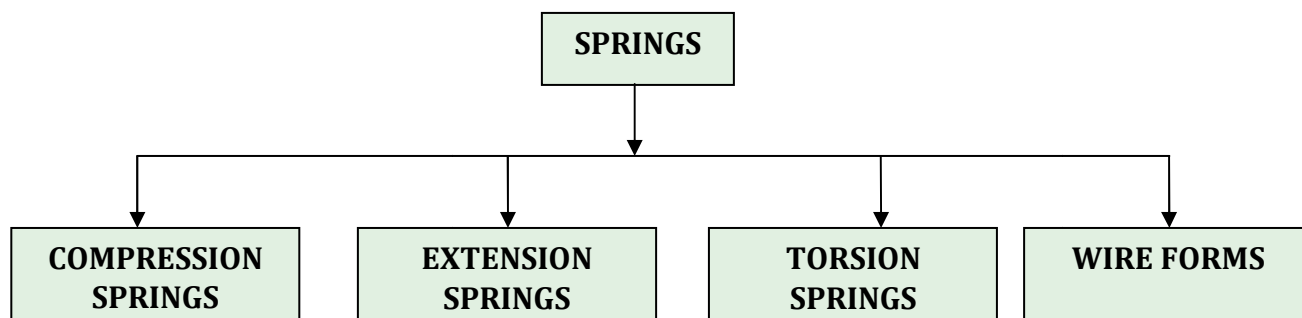 SPRINGS
COMPRESSION
SPRINGS
EXTENSION
SPRINGS
TORSION
SPRINGS
WIRE FORMS